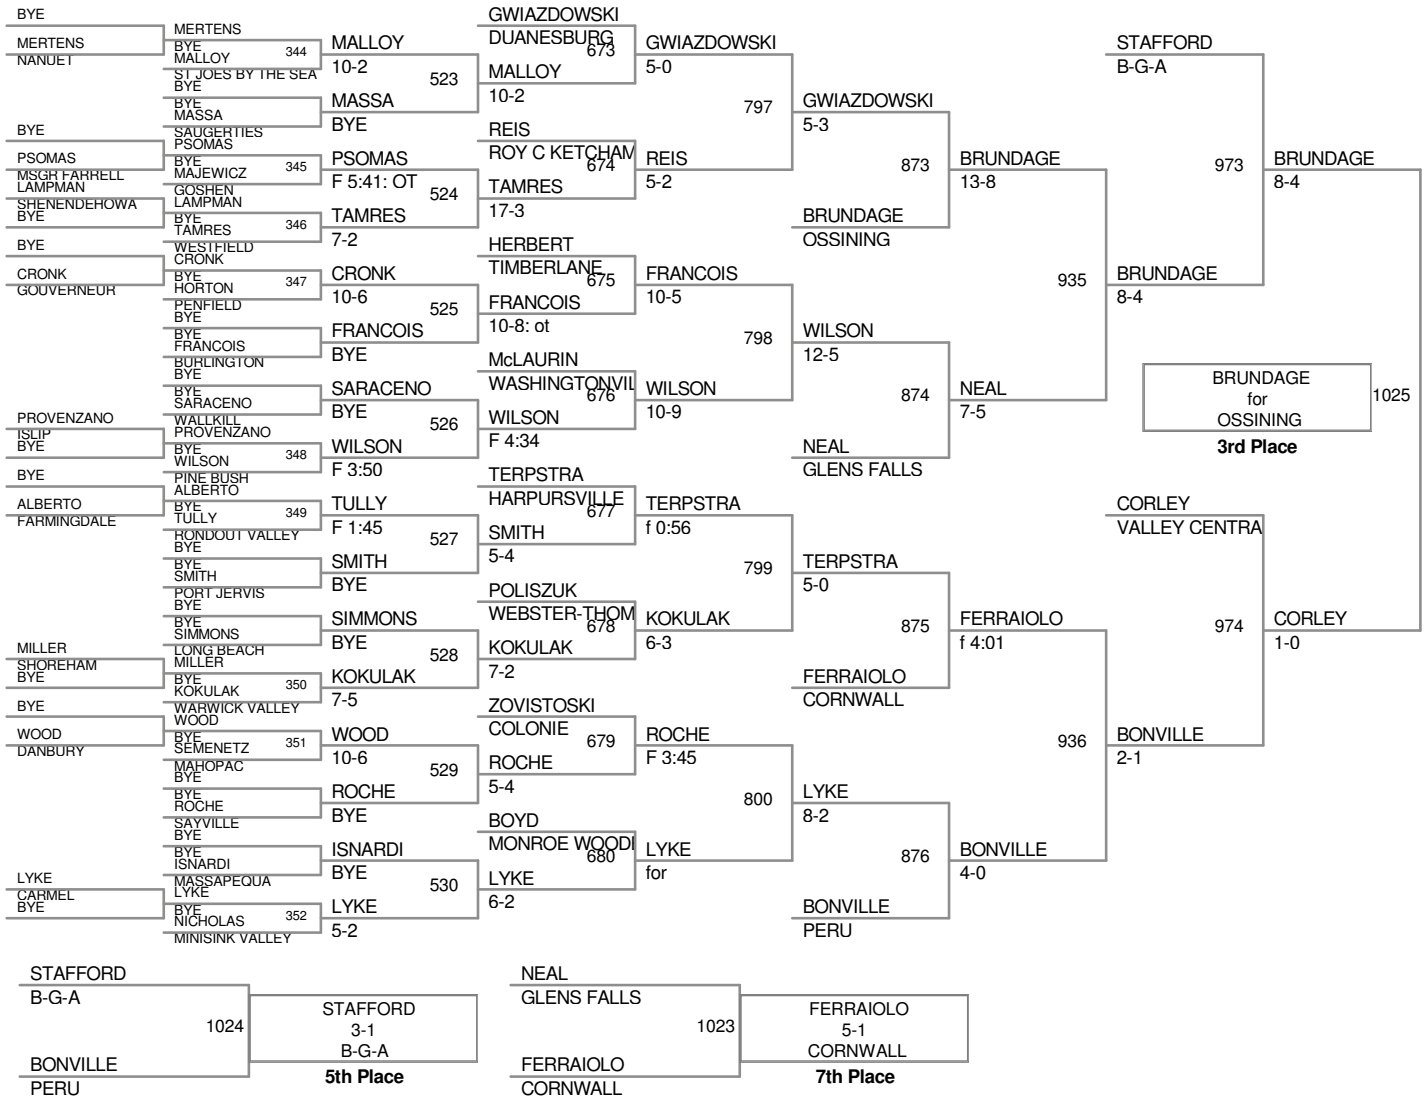 BYE
MERTENS
NANUET
BYE
PSOMAS
MSGR FARRELL
LAMPMAN
SHENENDEHOWA
BYE
BYE
CRONK
GOUVERNEUR
PROVENZANO
ISLIP
BYE
BYE
ALBERTO
FARMINGDALE
MILLER
SHOREHAM
BYE
BYE
WOOD
DANBURY
LYKE
CARMEL
BYE
MERTENS
BYE
344
MALLOY
ST JOES BY THE SEA
BYE
BYE
MASSA
SAUGERTIES
PSOMAS
BYE
345
MAJEWICZ
GOSHEN
LAMPMAN
BYE
346
TAMRES
WESTFIELD
CRONK
BYE
347
HORTON
PENFIELD
BYE
BYE
FRANCOIS
BURLINGTON
BYE
BYE
SARACENO
WALLKILL
PROVENZANO
BYE
348
WILSON
PINE BUSH
ALBERTO
BYE
349
TULLY
RONDOUT VALLEY
BYE
BYE
SMITH
PORT JERVIS
BYE
BYE
SIMMONS
LONG BEACH
MILLER
BYE
350
KOKULAK
WARWICK VALLEY
WOOD
BYE
351
SEMENETZ
MAHOPAC
BYE
BYE
ROCHE
SAYVILLE
BYE
BYE
ISNARDI
MASSAPEQUA
LYKE
BYE
352
NICHOLAS
MINISINK VALLEY
MALLOY
10-2
523
MASSA
BYE
PSOMAS
F 5:41: OT
524
TAMRES
7-2
CRONK
10-6
525
FRANCOIS
BYE
SARACENO
BYE
526
WILSON
F 3:50
TULLY
F 1:45
527
SMITH
BYE
SIMMONS
BYE
528
KOKULAK
7-5
WOOD
10-6
529
ROCHE
BYE
ISNARDI
BYE
530
LYKE
5-2
GWIAZDOWSKI
DUANESBURG
673
MALLOY
10-2
REIS
ROY C KETCHAM
674
TAMRES
17-3
HERBERT
TIMBERLANE
675
FRANCOIS
10-8: ot
McLAURIN
WASHINGTONVIL
676
WILSON
F 4:34
TERPSTRA
HARPURSVILLE
677
SMITH
5-4
POLISZUK
WEBSTER-THOM
678
KOKULAK
7-2
ZOVISTOSKI
COLONIE
679
ROCHE
5-4
BOYD
MONROE WOODI
680
LYKE
6-2
GWIAZDOWSKI
5-0
797
REIS
5-2
FRANCOIS
10-5
798
WILSON
10-9
TERPSTRA
f 0:56
799
KOKULAK
6-3
ROCHE
F 3:45
800
LYKE
for
GWIAZDOWSKI
5-3
873
BRUNDAGE
OSSINING
WILSON
12-5
874
NEAL
GLENS FALLS
TERPSTRA
5-0
875
FERRAIOLO
CORNWALL
LYKE
8-2
876
BONVILLE
PERU
BRUNDAGE
13-8
935
NEAL
7-5
FERRAIOLO
f 4:01
936
BONVILLE
4-0
STAFFORD
B-G-A
973
BRUNDAGE
8-4
CORLEY
VALLEY CENTRA
974
BONVILLE
2-1
BRUNDAGE
8-4
1025
CORLEY
1-0
BRUNDAGE
for
OSSINING
3rd Place
STAFFORD
B-G-A
1024
BONVILLE
PERU
STAFFORD
3-1
B-G-A
5th Place
NEAL
GLENS FALLS
1023
FERRAIOLO
CORNWALL
FERRAIOLO
5-1
CORNWALL
7th Place